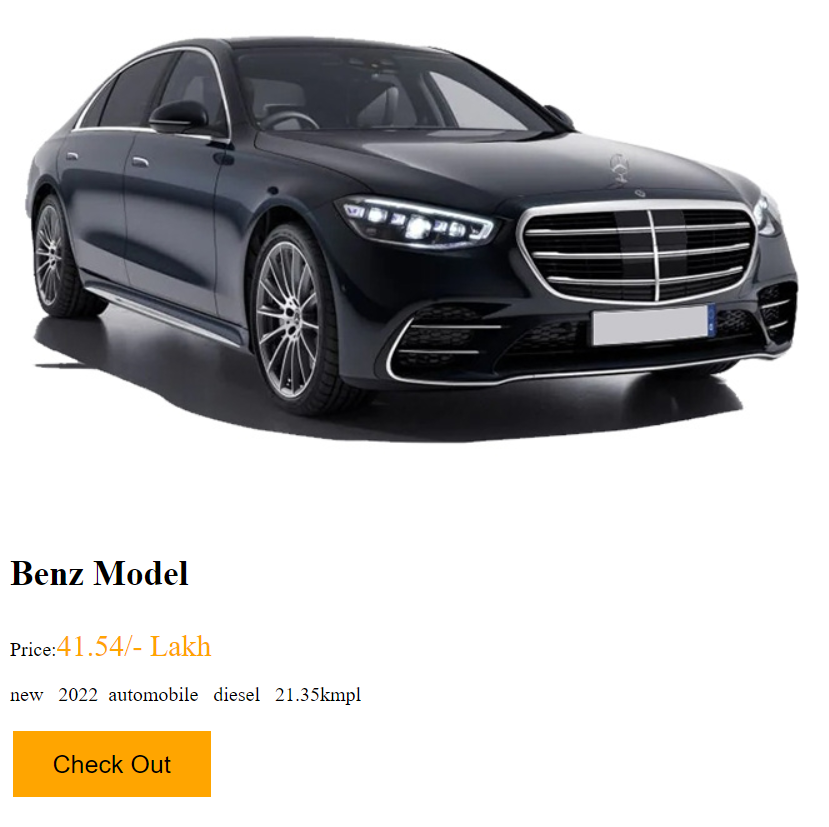 Benz Model
Price:41.54/- Lakh
new 2022 automobile diesel 21.35kmpl
Check Out